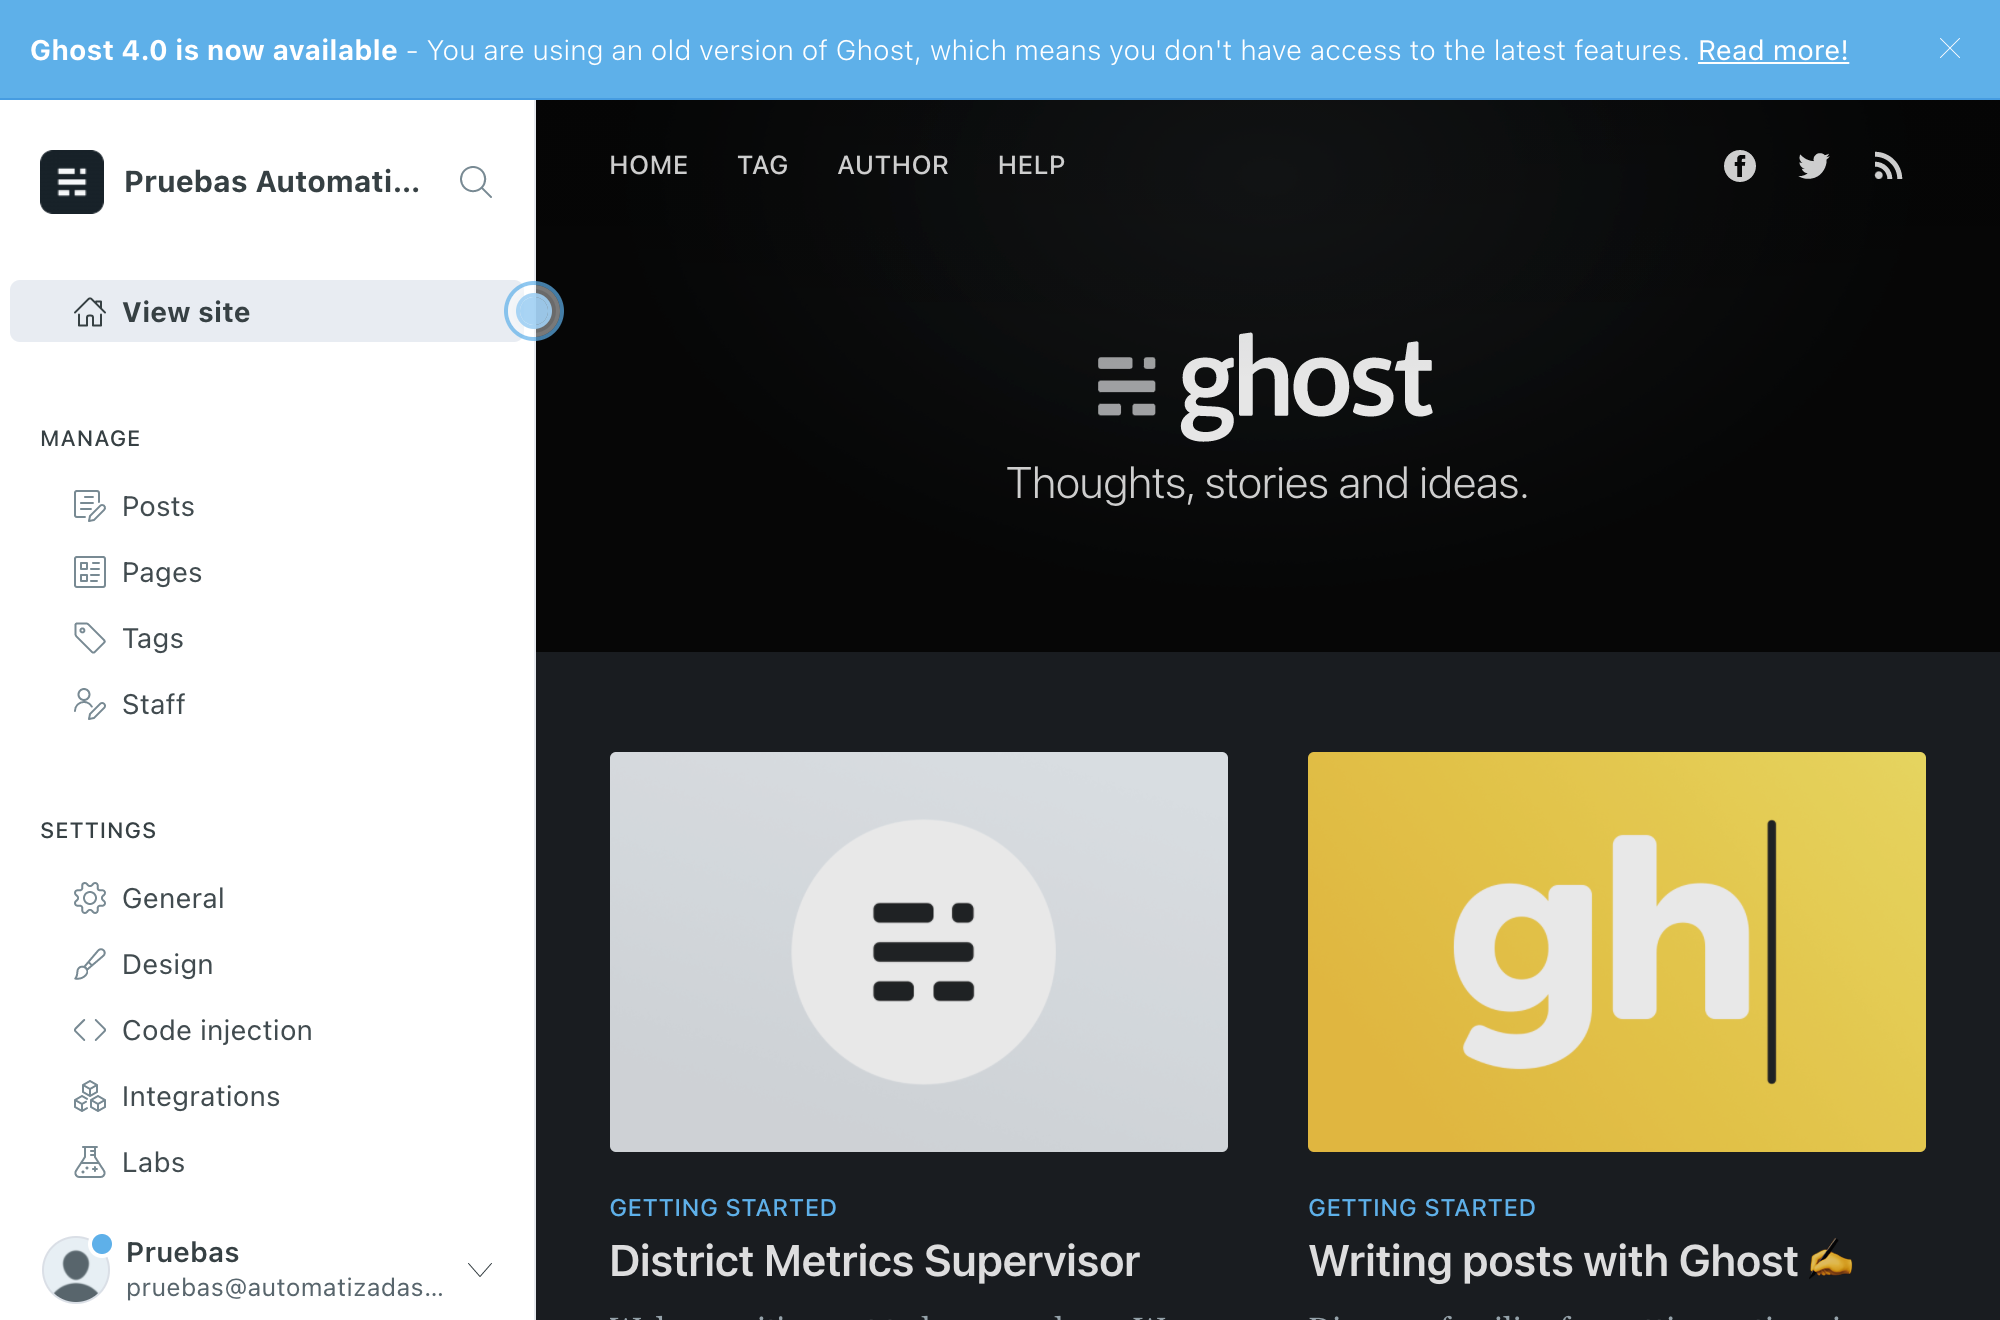 Ghost 4.0 is now available - You are using an old version of Ghost, which means you don't have access to the latest features. Read more!
Pruebas Automati...
View site
MANAGE
Posts
Pages
Tags
Staff
SETTINGS
General
Design
Code injection
Integrations
Labs
Pruebas
pruebas@automatizadas...
HOME TAG AUTHOR HELP
ghost
Thoughts, stories and ideas.
gh
GETTING STARTED
District Metrics Supervisor
GETTING STARTED
Writing posts with Ghost ✍️